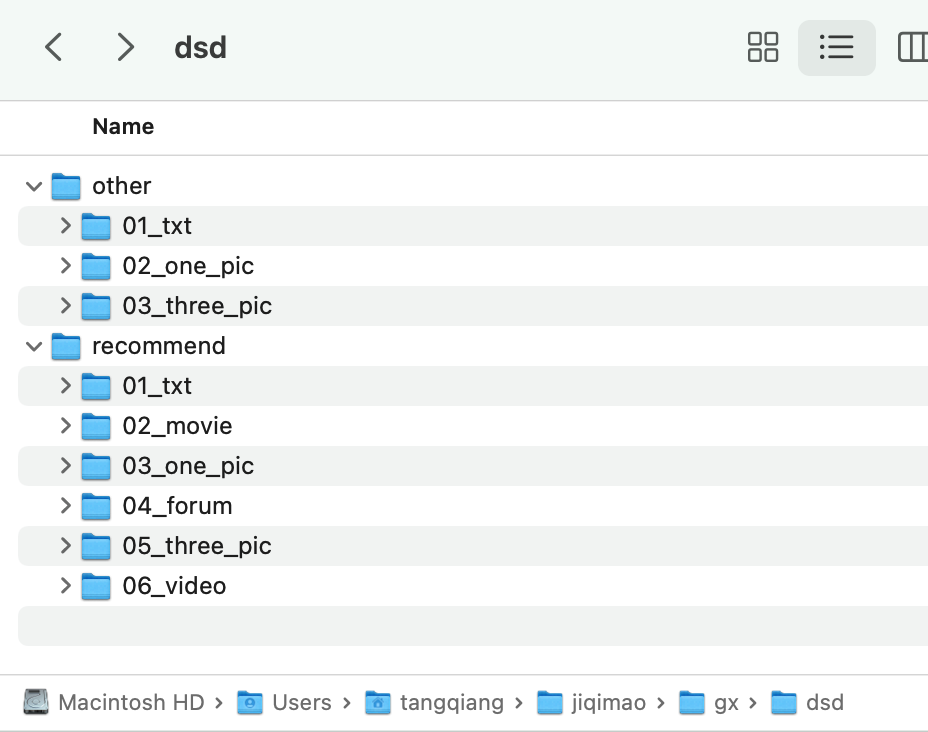 dsd
Name
other
01_txt
02_one_pic
03_three_pic
recommend
01_txt
02_movie
03_one_pic
04_forum
05_three_pic
06_video
Macintosh HD › Users › tangqiang › jiqimao › gx › dsd